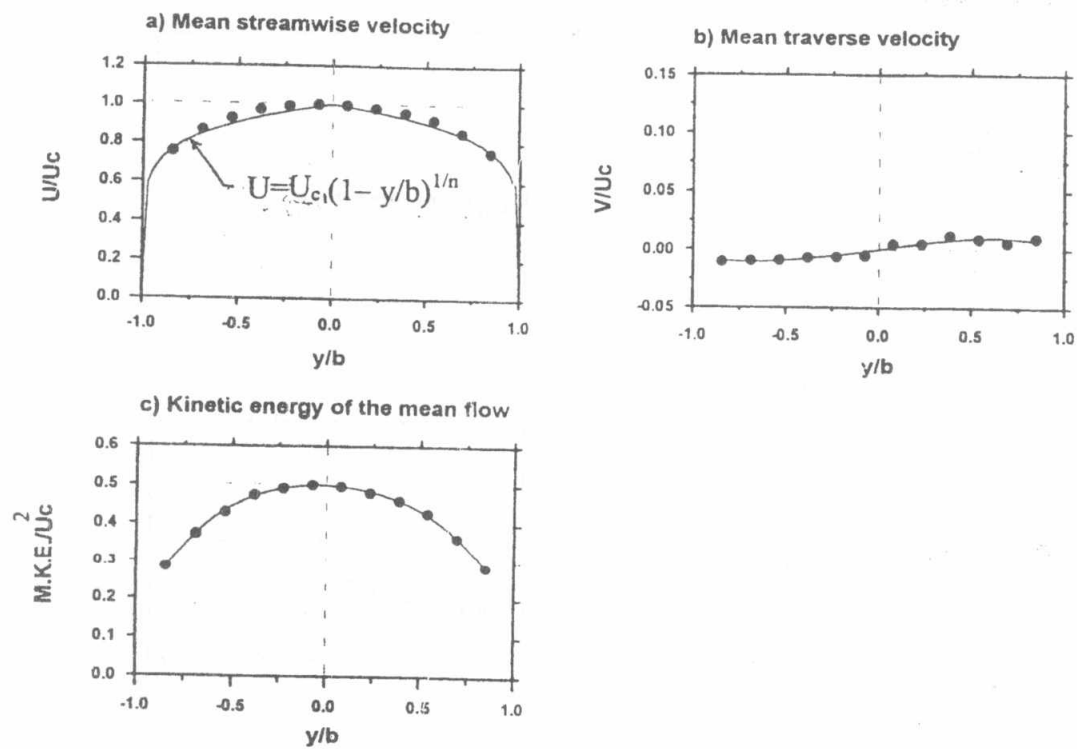 a) Mean streamwise velocity
1.2
1.0
0.8
0.6
0.4
0.2
0.0
U/Uc
U=Uc₁(1– y/b)^1/n
-1.0 -0.5 0.0 0.5 1.0
y/b
b) Mean traverse velocity
0.15
0.10
0.05
0.00
-0.05
V/Uc
-1.0 -0.5 0.0 0.5 1.0
y/b
c) Kinetic energy of the mean flow
0.6
0.5
0.4
0.3
0.2
0.1
0.0
M.K.E./Uc²
-1.0 -0.5 0.0 0.5 1.0
y/b